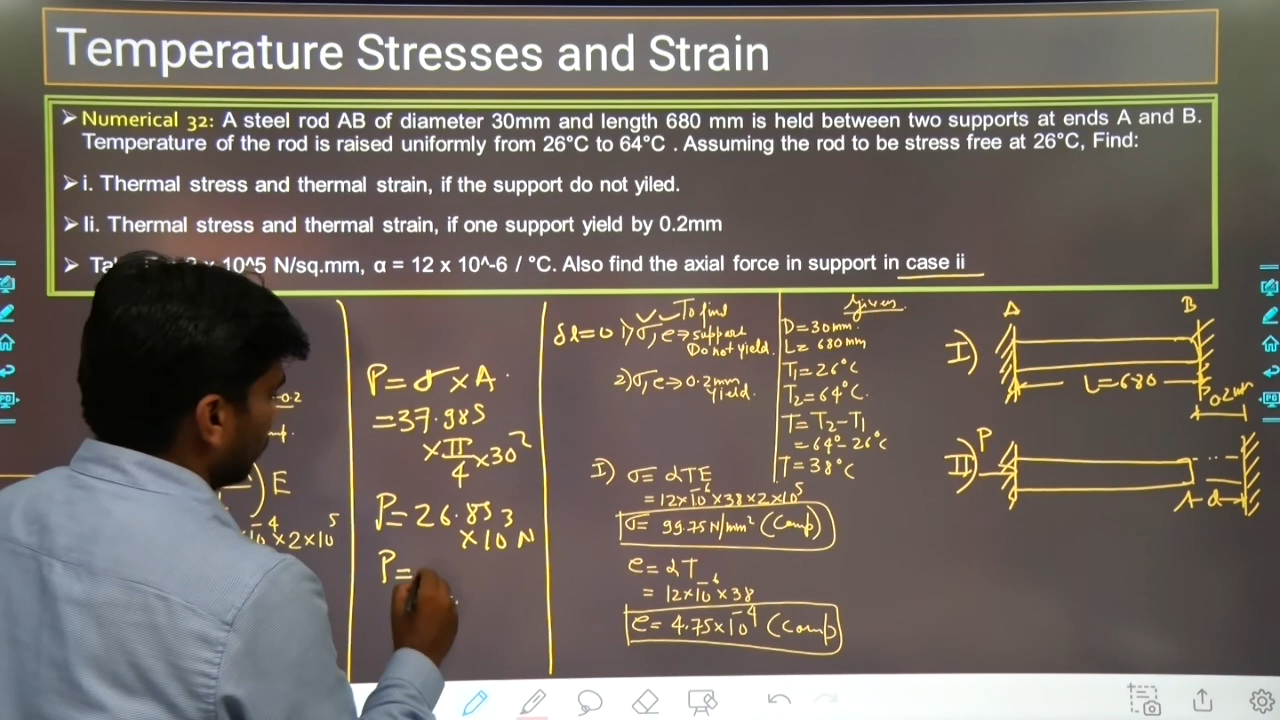 Temperature Stresses and Strain
➢ Numerical 32: A steel rod AB of diameter 30mm and length 680 mm is held between two supports at ends A and B.
Temperature of the rod is raised uniformly from 26°C to 64°C . Assuming the rod to be stress free at 26°C, Find:
➢ i. Thermal stress and thermal strain, if the support do not yiled.
➢ Ii. Thermal stress and thermal strain, if one support yield by 0.2mm
➢ 10^5 N/sq.mm, α = 12 x 10^-6 / °C. Also find the axial force in support in case ii
) E
10⁻⁴ × 2×10⁵
P = σ × A
= 37.985
× π/4 × 30²
P = 26.853
×10³ N
P =
To find
δl=0 1) σ, e → support
Do not yield.
2) σ, e → 0.2mm
yield.
Given
D = 30mm.
L = 680mm
T₁ = 26°C
T₂ = 64°C.
T = T₂ - T₁
= 64° - 26°C
T = 38°C
I) σ = αTE
= 12×10⁻⁶×38×2×10⁵
σ = 99.75 N/mm² (Comp)
e = αT
= 12×10⁻⁶×38
e = 4.75×10⁻⁴ (Comp)
A B
I)
L=680
0.2mm
P
II)
d